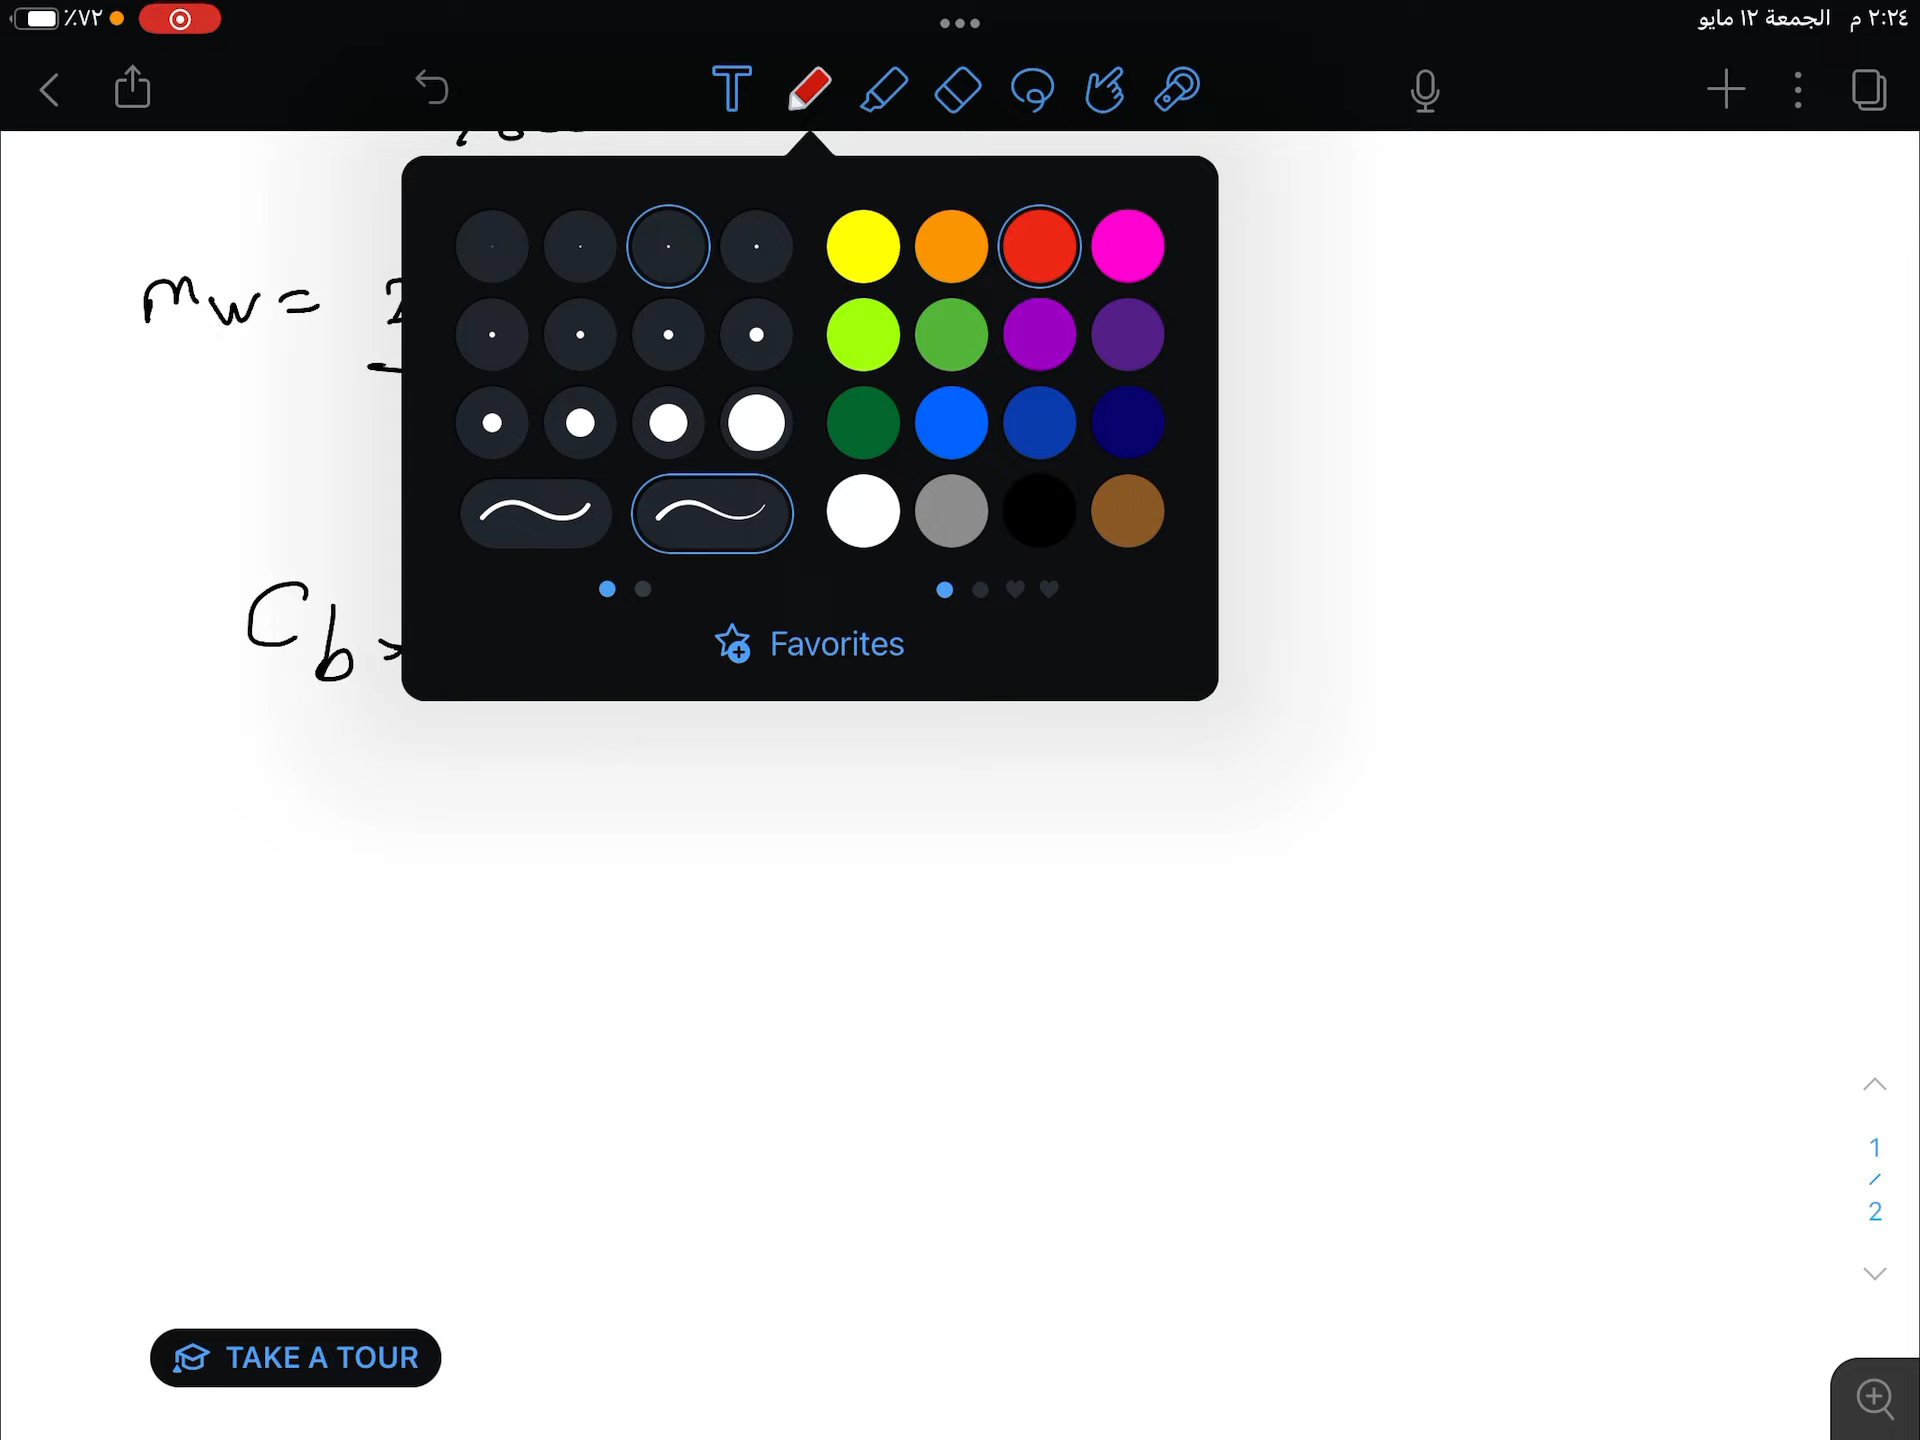 ٪٧٢
٢:٢٤ م الجمعة ١٢ مايو
T
mw =
Cb
Favorites
1
/
2
TAKE A TOUR